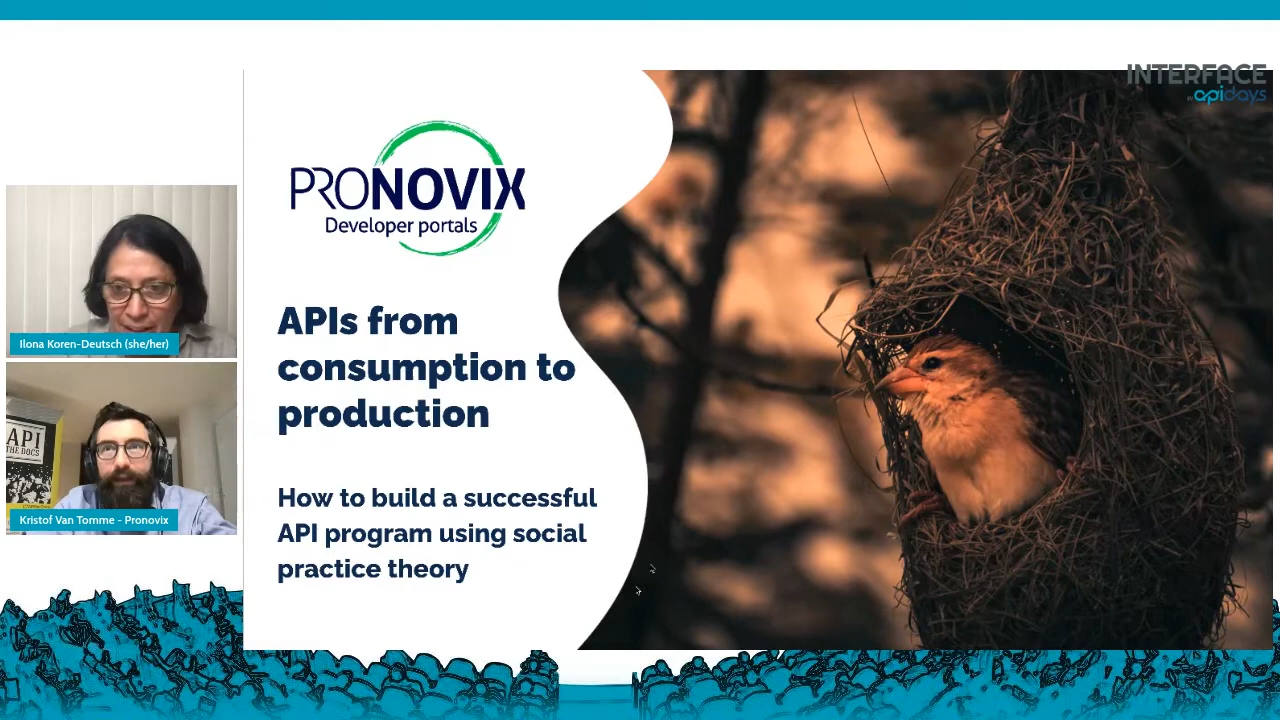 INTERFACE
BY apidays
PRONOVIX
Developer portals
APIs from
consumption to
production
How to build a successful
API program using social
practice theory
Ilona Koren-Deutsch (she/her)
API
THE DOCS
Kristof Van Tomme - Pronovix